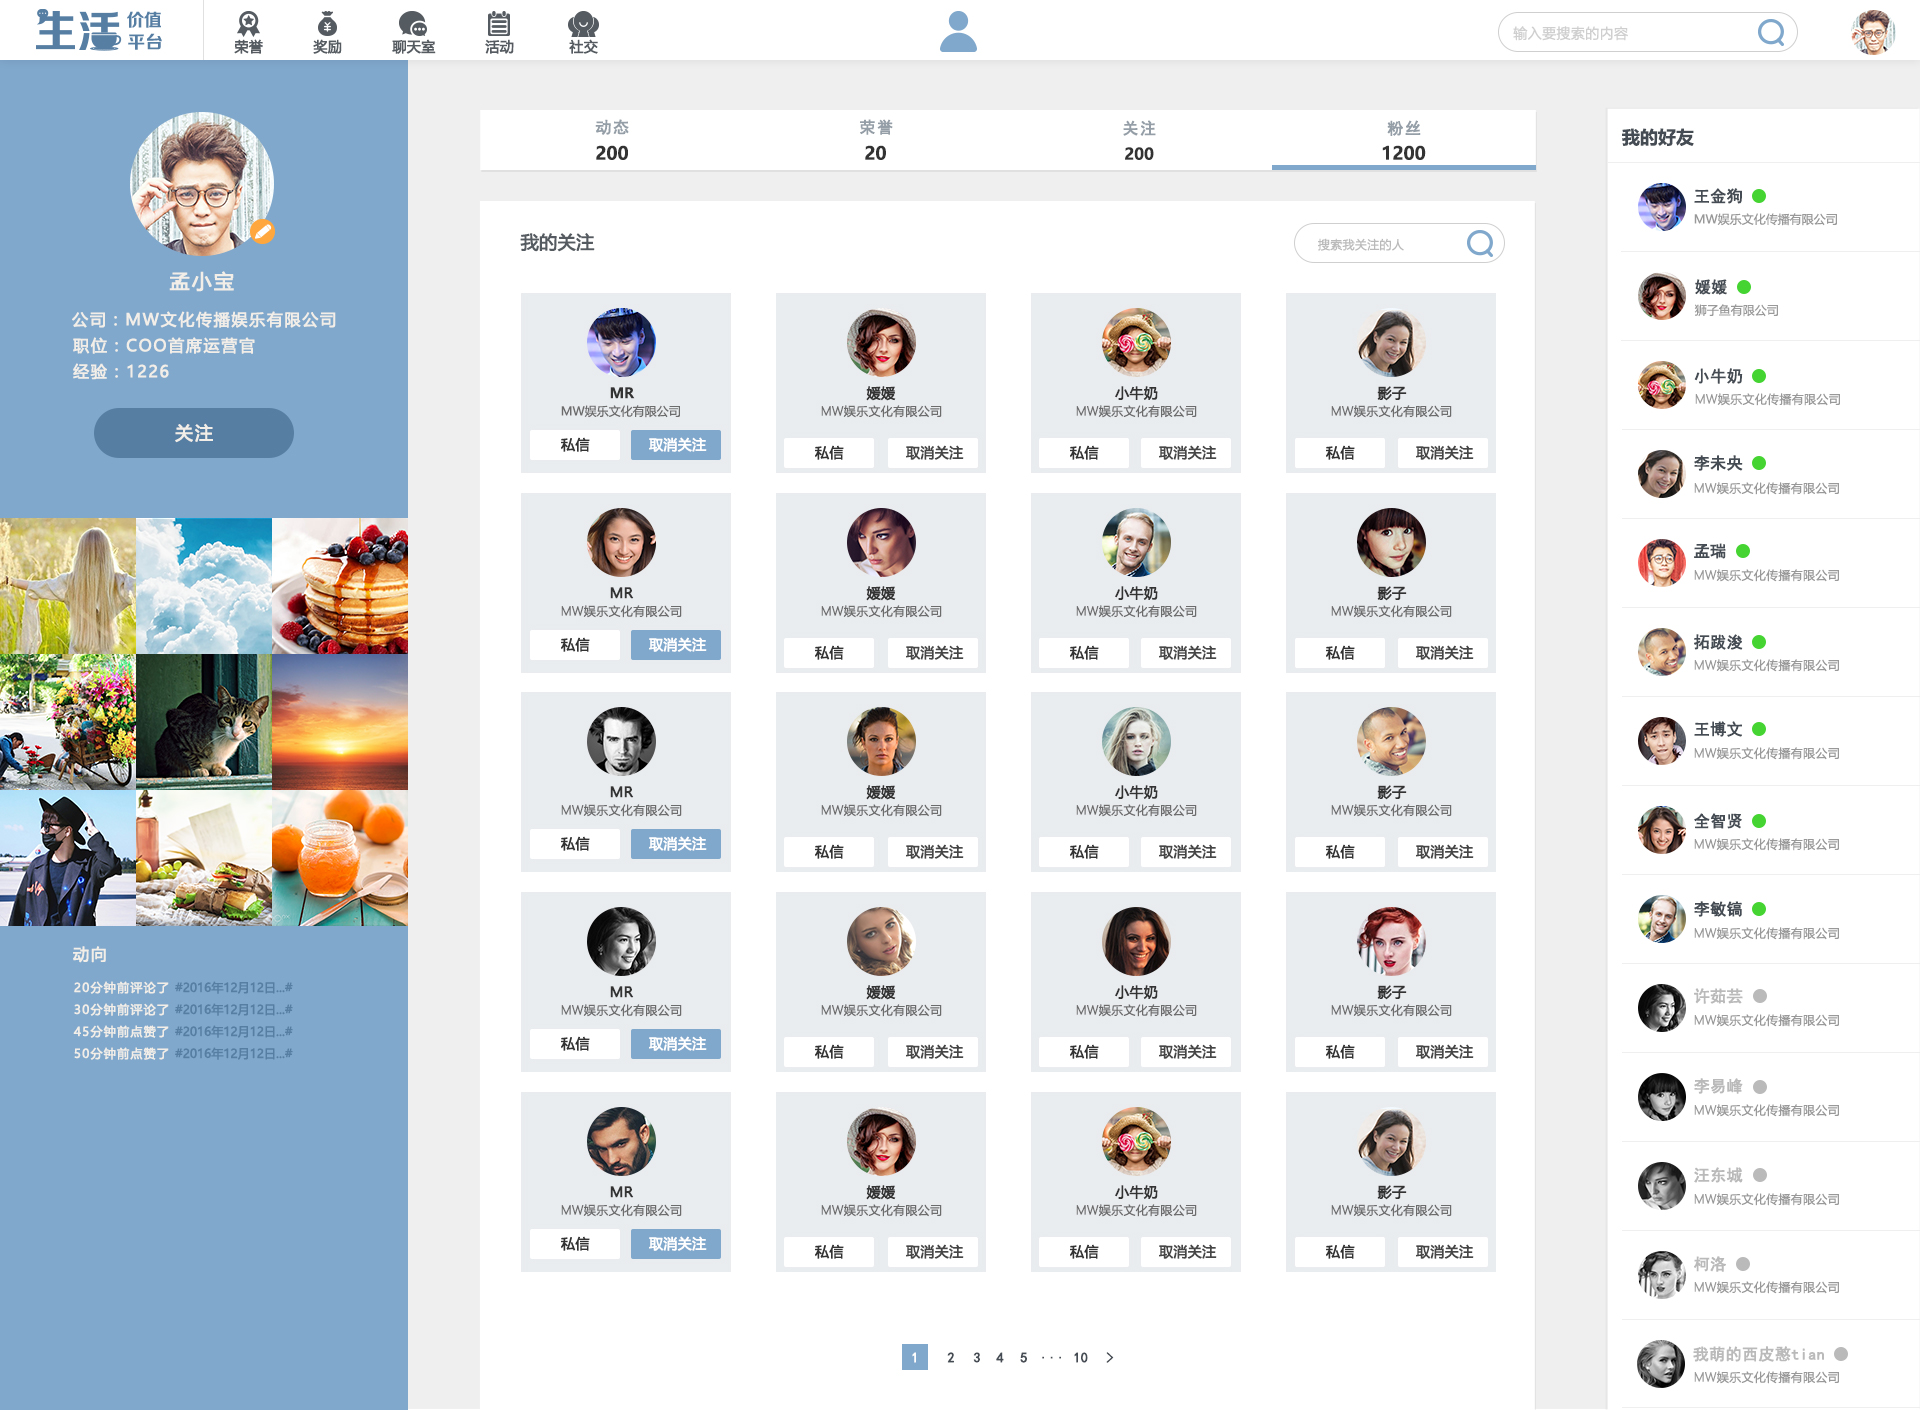 生活 价值
平台
荣誉 奖励 聊天室 活动 社交
输入要搜索的内容
孟小宝
公司：MW文化传播娱乐有限公司
职位：COO首席运营官
经验：1226
关注
动向
20分钟前评论了 #2016年12月12日...#
30分钟前评论了 #2016年12月12日...#
45分钟前点赞了 #2016年12月12日...#
50分钟前点赞了 #2016年12月12日...#
动态 荣誉 关注 粉丝
200 20 200 1200
我的关注
搜索我关注的人
MR 媛媛 小牛奶 影子
MW娱乐文化有限公司 MW娱乐文化有限公司 MW娱乐文化有限公司 MW娱乐文化有限公司
私信 取消关注 私信 取消关注 私信 取消关注 私信 取消关注
MR 媛媛 小牛奶 影子
MW娱乐文化有限公司 MW娱乐文化有限公司 MW娱乐文化有限公司 MW娱乐文化有限公司
私信 取消关注 私信 取消关注 私信 取消关注 私信 取消关注
MR 媛媛 小牛奶 影子
MW娱乐文化有限公司 MW娱乐文化有限公司 MW娱乐文化有限公司 MW娱乐文化有限公司
私信 取消关注 私信 取消关注 私信 取消关注 私信 取消关注
MR 媛媛 小牛奶 影子
MW娱乐文化有限公司 MW娱乐文化有限公司 MW娱乐文化有限公司 MW娱乐文化有限公司
私信 取消关注 私信 取消关注 私信 取消关注 私信 取消关注
MR 媛媛 小牛奶 影子
MW娱乐文化有限公司 MW娱乐文化有限公司 MW娱乐文化有限公司 MW娱乐文化有限公司
私信 取消关注 私信 取消关注 私信 取消关注 私信 取消关注
1 2 3 4 5 ··· 10 >
我的好友
王金狗
MW娱乐文化传播有限公司
媛媛
狮子鱼有限公司
小牛奶
MW娱乐文化传播有限公司
李未央
MW娱乐文化传播有限公司
孟瑞
MW娱乐文化传播有限公司
拓跋浚
MW娱乐文化传播有限公司
王博文
MW娱乐文化传播有限公司
全智贤
MW娱乐文化传播有限公司
李敏镐
MW娱乐文化传播有限公司
许茹芸
MW娱乐文化传播有限公司
李易峰
MW娱乐文化传播有限公司
汪东城
MW娱乐文化传播有限公司
柯洛
MW娱乐文化传播有限公司
我萌的西皮憨tian
MW娱乐文化传播有限公司